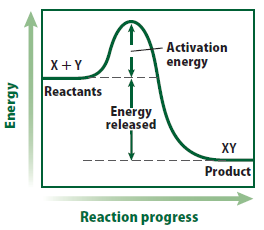 Activation
energy
X + Y
Reactants
Energy
released
XY
Product
Energy
Reaction progress